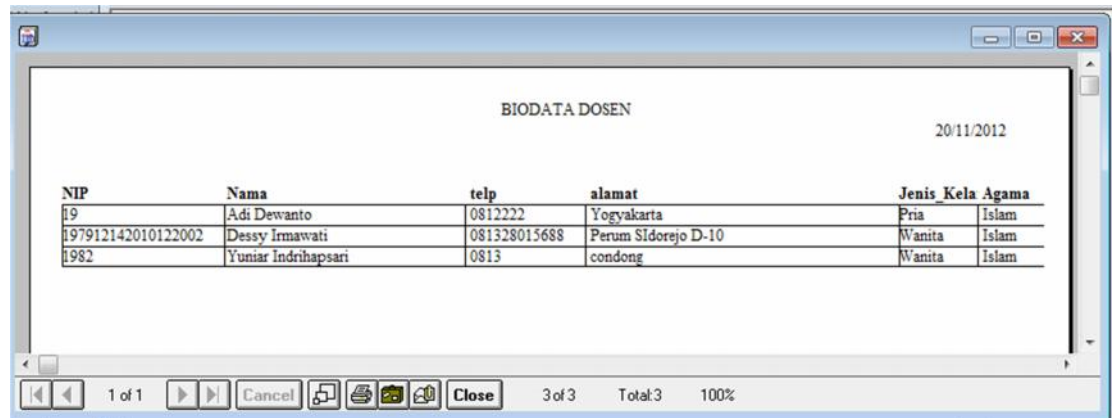 BIODATA DOSEN
20/11/2012
NIP Nama telp alamat Jenis_Kela Agama
19 Adi Dewanto 0812222 Yogyakarta Pria Islam
197912142010122002 Dessy Irmawati 081328015688 Perum SIdorejo D-10 Wanita Islam
1982 Yuniar Indrihapsari 0813 condong Wanita Islam
1 of 1 Cancel Close 3 of 3 Total:3 100%